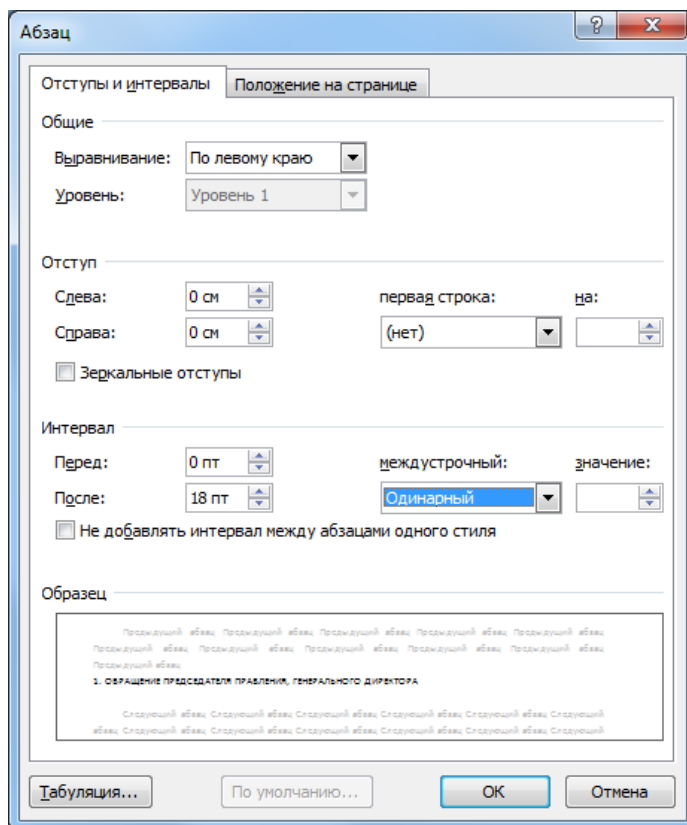 Абзац
Отступы и интервалы Положение на странице
Общие
Выравнивание: По левому краю
Уровень: Уровень 1
Отступ
Слева: 0 см первая строка: на:
Справа: 0 см (нет)
Зеркальные отступы
Интервал
Перед: 0 пт междустрочный: значение:
После: 18 пт Одинарный
Не добавлять интервал между абзацами одного стиля
Образец
Предыдущий абзац Предыдущий абзац Предыдущий абзац Предыдущий абзац Предыдущий абзац
Предыдущий абзац Предыдущий абзац Предыдущий абзац Предыдущий абзац Предыдущий абзац
Предыдущий абзац
1. ОБРАЩЕНИЕ ПРЕДСЕДАТЕЛЯ ПРАВЛЕНИЯ, ГЕНЕРАЛЬНОГО ДИРЕКТОРА
Следующий абзац Следующий абзац Следующий абзац Следующий абзац Следующий
абзац Следующий абзац Следующий абзац Следующий абзац Следующий абзац Следующий
Табуляция... По умолчанию... ОК Отмена